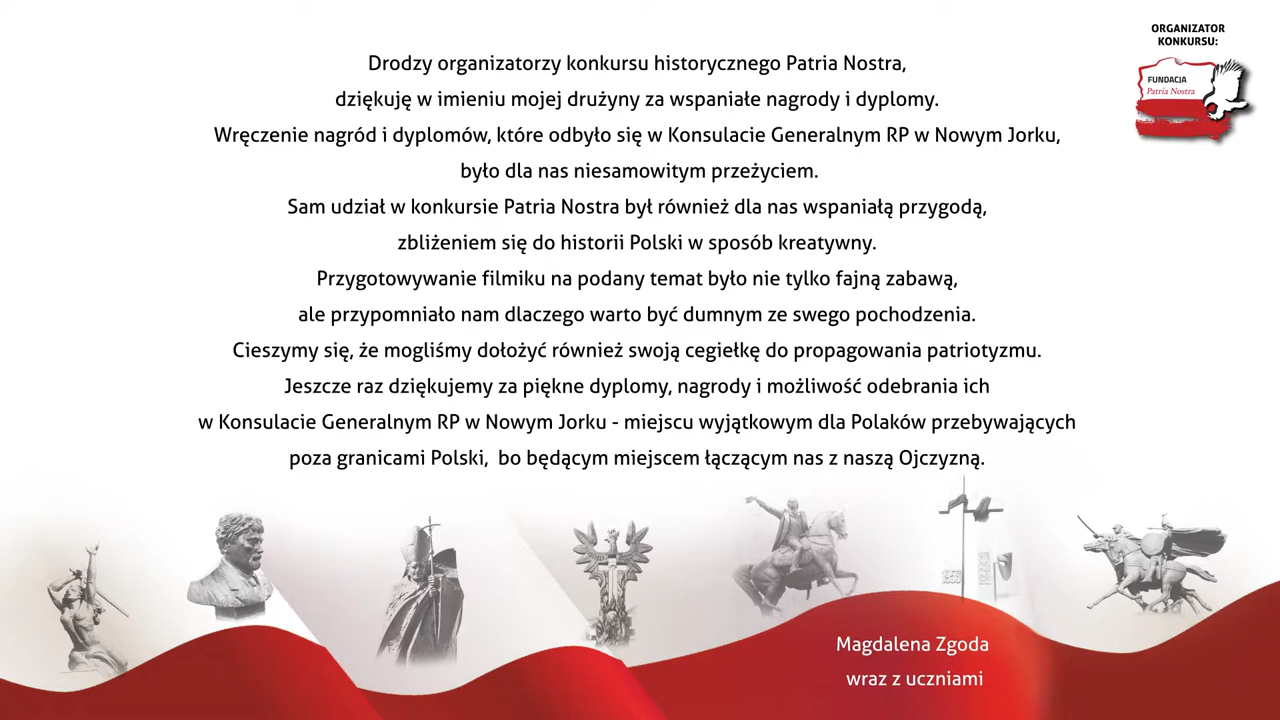 ORGANIZATOR
KONKURSU:
FUNDACJA
Patria Nostra
Drodzy organizatorzy konkursu historycznego Patria Nostra,
dziękuję w imieniu mojej drużyny za wspaniałe nagrody i dyplomy.
Wręczenie nagród i dyplomów, które odbyło się w Konsulacie Generalnym RP w Nowym Jorku,
było dla nas niesamowitym przeżyciem.
Sam udział w konkursie Patria Nostra był również dla nas wspaniałą przygodą,
zbliżeniem się do historii Polski w sposób kreatywny.
Przygotowywanie filmiku na podany temat było nie tylko fajną zabawą,
ale przypomniało nam dlaczego warto być dumnym ze swego pochodzenia.
Cieszymy się, że mogliśmy dołożyć również swoją cegiełkę do propagowania patriotyzmu.
Jeszcze raz dziękujemy za piękne dyplomy, nagrody i możliwość odebrania ich
w Konsulacie Generalnym RP w Nowym Jorku - miejscu wyjątkowym dla Polaków przebywających
poza granicami Polski, bo będącym miejscem łączącym nas z naszą Ojczyzną.
Magdalena Zgoda
wraz z uczniami